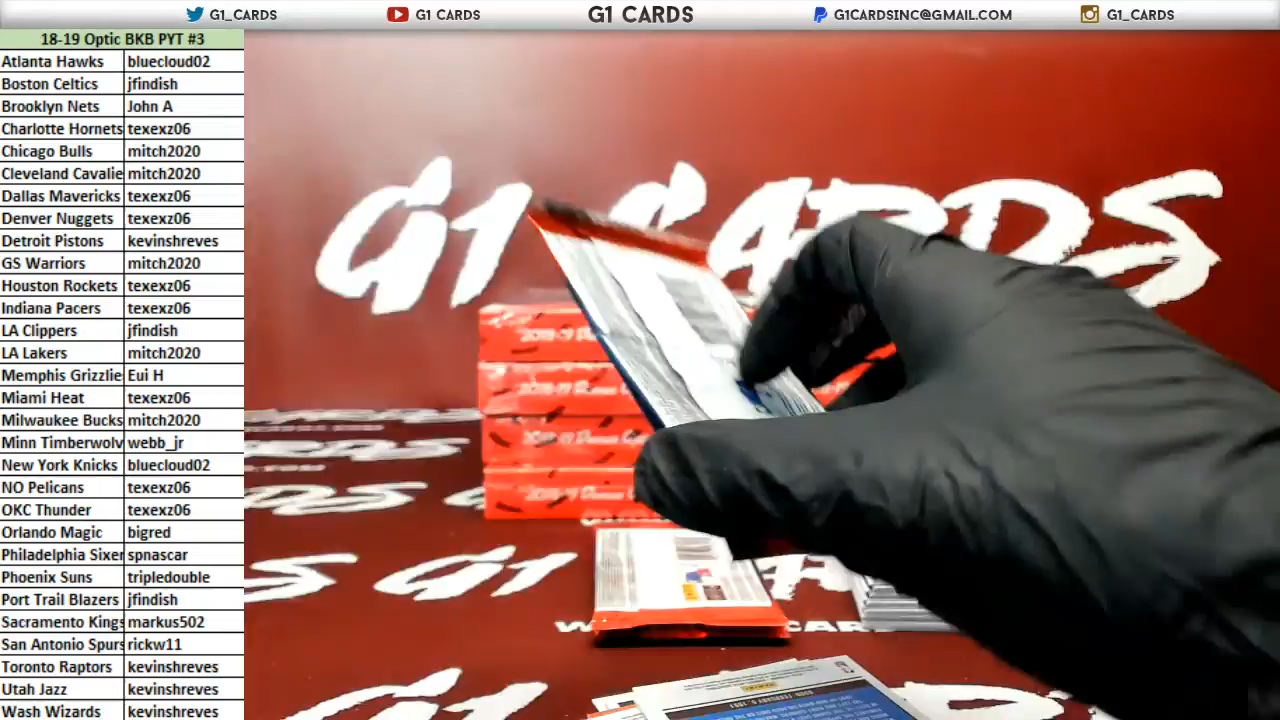 G1_CARDS G1 CARDS G1 CARDS G1CARDSINC@GMAIL.COM G1_CARDS
18-19 Optic BKB PYT #3
Atlanta Hawks bluecloud02
Boston Celtics jfindish
Brooklyn Nets John A
Charlotte Hornets texexz06
Chicago Bulls mitch2020
Cleveland Cavalie mitch2020
Dallas Mavericks texexz06
Denver Nuggets texexz06
Detroit Pistons kevinshreves
GS Warriors mitch2020
Houston Rockets texexz06
Indiana Pacers texexz06
LA Clippers jfindish
LA Lakers mitch2020
Memphis Grizzlie Eui H
Miami Heat texexz06
Milwaukee Bucks mitch2020
Minn Timberwolv webb_jr
New York Knicks bluecloud02
NO Pelicans texexz06
OKC Thunder texexz06
Orlando Magic bigred
Philadelphia Sixer spnascar
Phoenix Suns tripledouble
Port Trail Blazers jfindish
Sacramento Kings markus502
San Antonio Spurs rickw11
Toronto Raptors kevinshreves
Utah Jazz kevinshreves
Wash Wizards kevinshreves
G1 CARDS
2018-19
G1